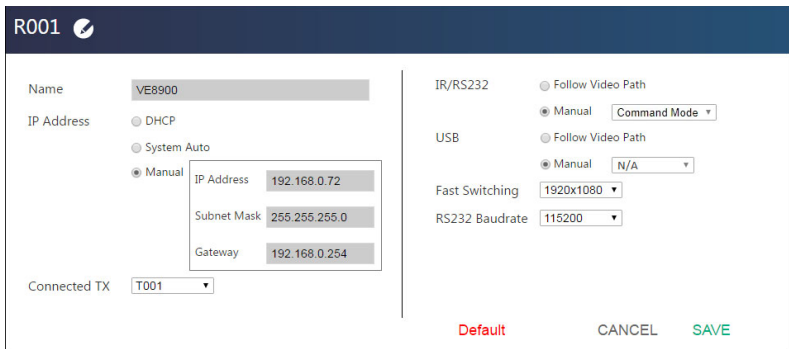 R001
Name VE8900
IP Address DHCP
System Auto
Manual
IP Address 192.168.0.72
Subnet Mask 255.255.255.0
Gateway 192.168.0.254
Connected TX T001
IR/RS232 Follow Video Path
Manual Command Mode
USB Follow Video Path
Manual N/A
Fast Switching 1920x1080
RS232 Baudrate 115200
Default CANCEL SAVE